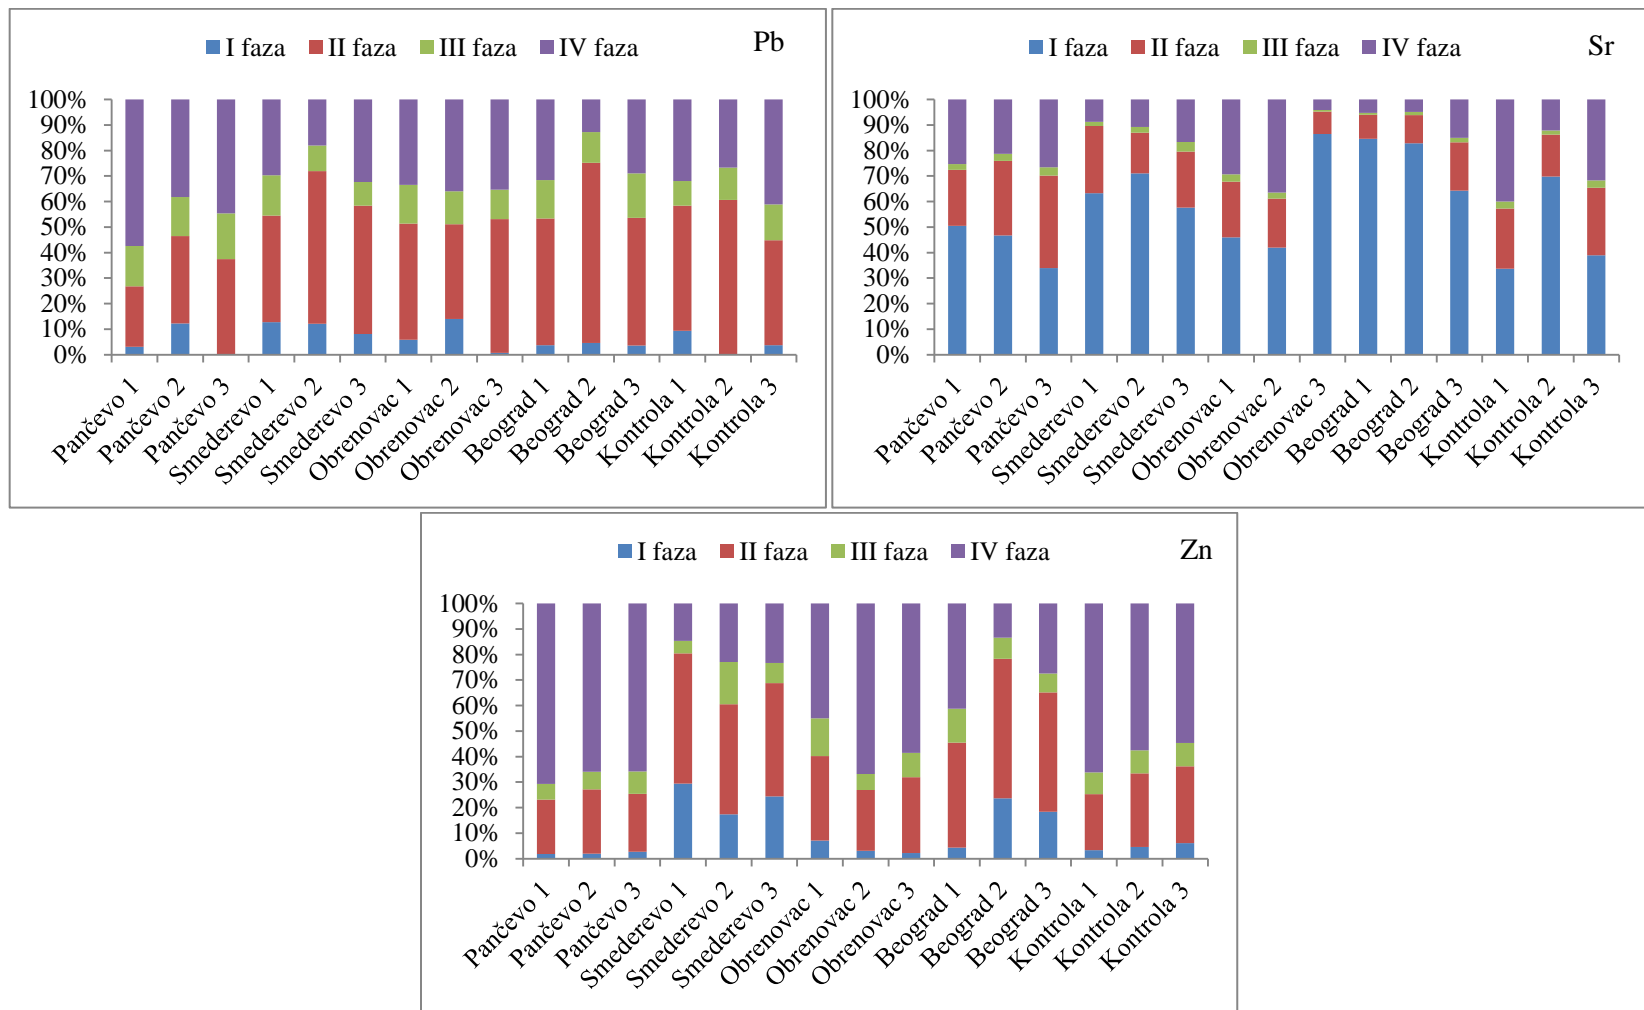 I faza II faza III faza IV faza Pb
100%
90%
80%
70%
60%
50%
40%
30%
20%
10%
0%
Pančevo 1
Pančevo 2
Pančevo 3
Smederevo 1
Smederevo 2
Smederevo 3
Obrenovac 1
Obrenovac 2
Obrenovac 3
Beograd 1
Beograd 2
Beograd 3
Kontrola 1
Kontrola 2
Kontrola 3
I faza II faza III faza IV faza Sr
100%
90%
80%
70%
60%
50%
40%
30%
20%
10%
0%
Pančevo 1
Pančevo 2
Pančevo 3
Smederevo 1
Smederevo 2
Smederevo 3
Obrenovac 1
Obrenovac 2
Obrenovac 3
Beograd 1
Beograd 2
Beograd 3
Kontrola 1
Kontrola 2
Kontrola 3
I faza II faza III faza IV faza Zn
100%
90%
80%
70%
60%
50%
40%
30%
20%
10%
0%
Pančevo 1
Pančevo 2
Pančevo 3
Smederevo 1
Smederevo 2
Smederevo 3
Obrenovac 1
Obrenovac 2
Obrenovac 3
Beograd 1
Beograd 2
Beograd 3
Kontrola 1
Kontrola 2
Kontrola 3